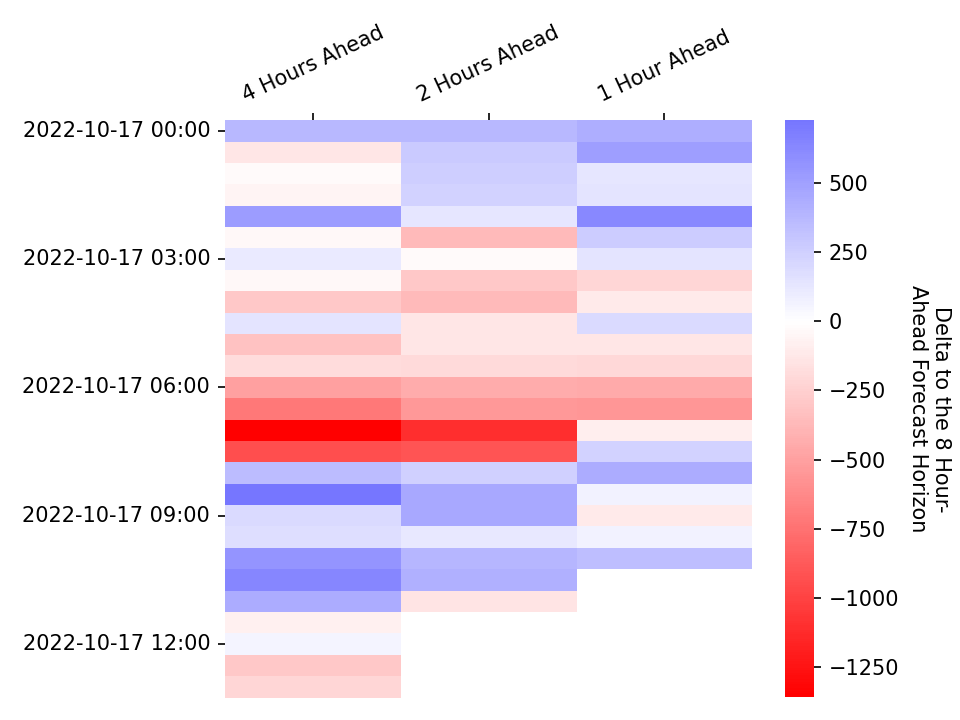 4 Hours Ahead
2 Hours Ahead
1 Hour Ahead
2022-10-17 00:00
2022-10-17 03:00
2022-10-17 06:00
2022-10-17 09:00
2022-10-17 12:00
500
250
0
−250
−500
−750
−1000
−1250
Delta to the 8 Hour-
Ahead Forecast Horizon